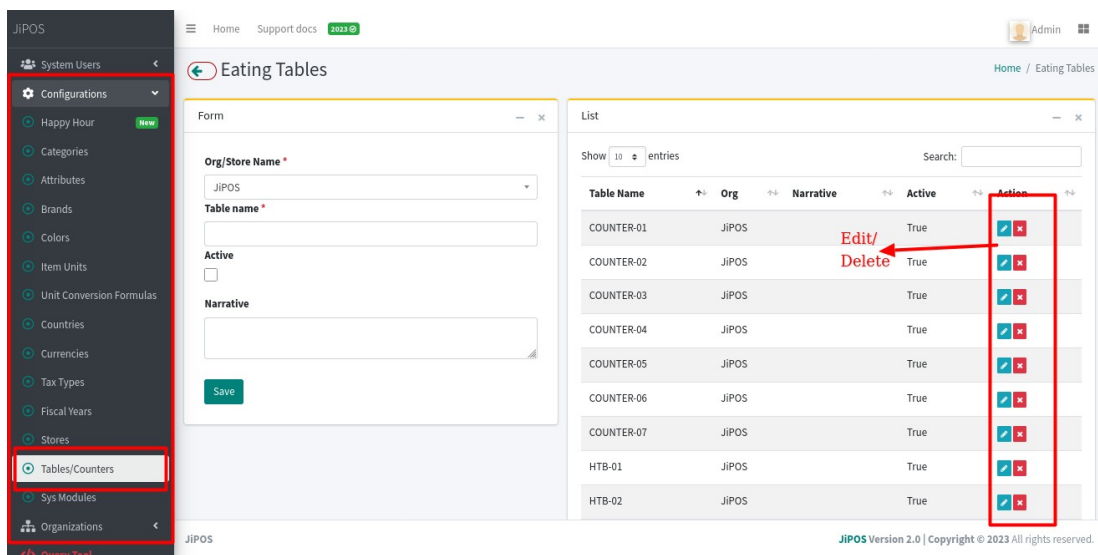 JiPOS
Home Support docs 2023
Admin
System Users
Configurations
Happy Hour New
Categories
Attributes
Brands
Colors
Item Units
Unit Conversion Formulas
Countries
Currencies
Tax Types
Fiscal Years
Stores
Tables/Counters
Sys Modules
Organizations
Query Tool
Eating Tables
Home / Eating Tables
Form
Org/Store Name *
JiPOS
Table name *
Active
Narrative
Save
List
Show 10 entries
Search:
Table Name Org Narrative Active Action
COUNTER-01 JiPOS True
COUNTER-02 JiPOS True
COUNTER-03 JiPOS True
COUNTER-04 JiPOS True
COUNTER-05 JiPOS True
COUNTER-06 JiPOS True
COUNTER-07 JiPOS True
HTB-01 JiPOS True
HTB-02 JiPOS True
Edit/
Delete
JiPOS
JiPOS Version 2.0 | Copyright © 2023 All rights reserved.